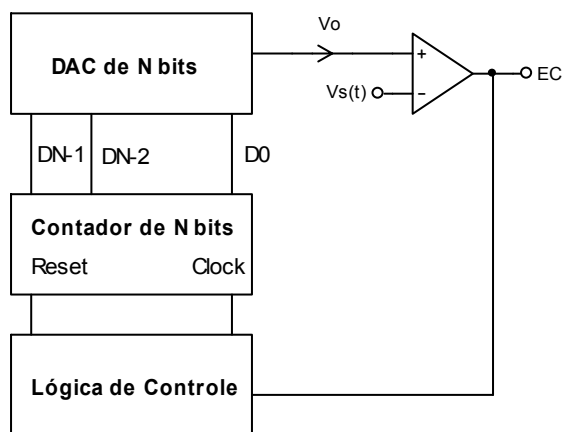 Vo
DAC de N bits
+
EC
Vs(t)
−
DN-1
DN-2
D0
Contador de N bits
Reset
Clock
Lógica de Controle